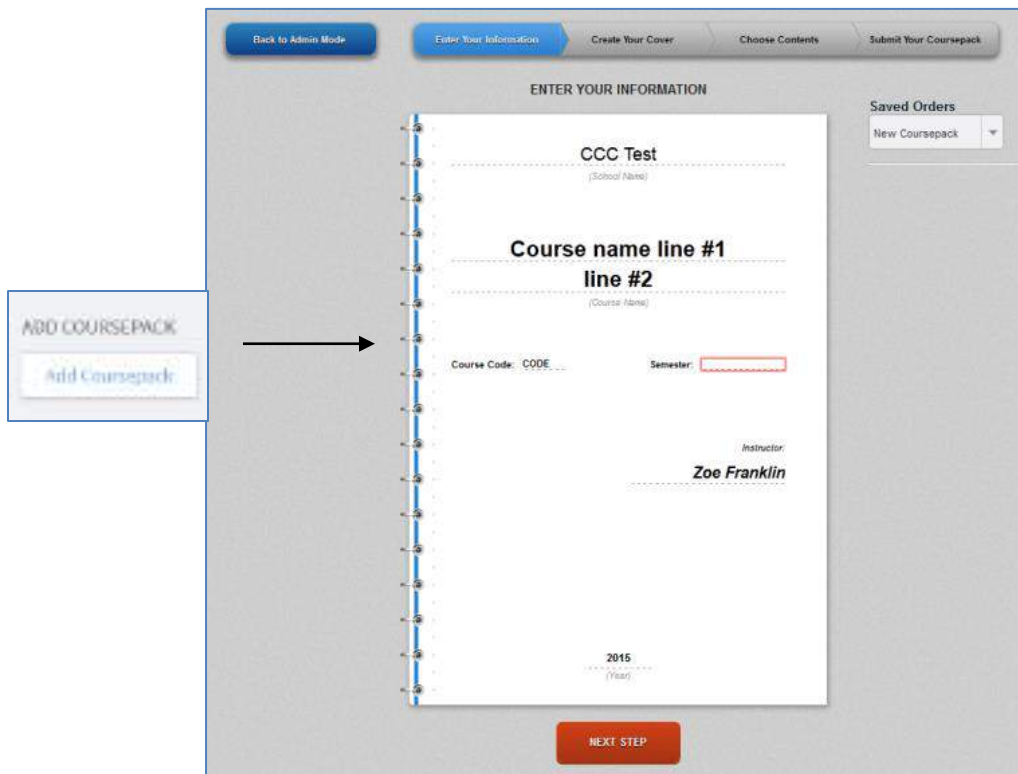 Back to Admin Mode
Enter Your Information
Create Your Cover
Choose Contents
Submit Your Coursepack
ENTER YOUR INFORMATION
Saved Orders
New Coursepack
CCC Test
(School Name)
Course name line #1
line #2
(Course Name)
ADD COURSEPACK
Add Coursepack
Course Code: CODE
Semester:
Instructor:
Zoe Franklin
2015
(Year)
NEXT STEP